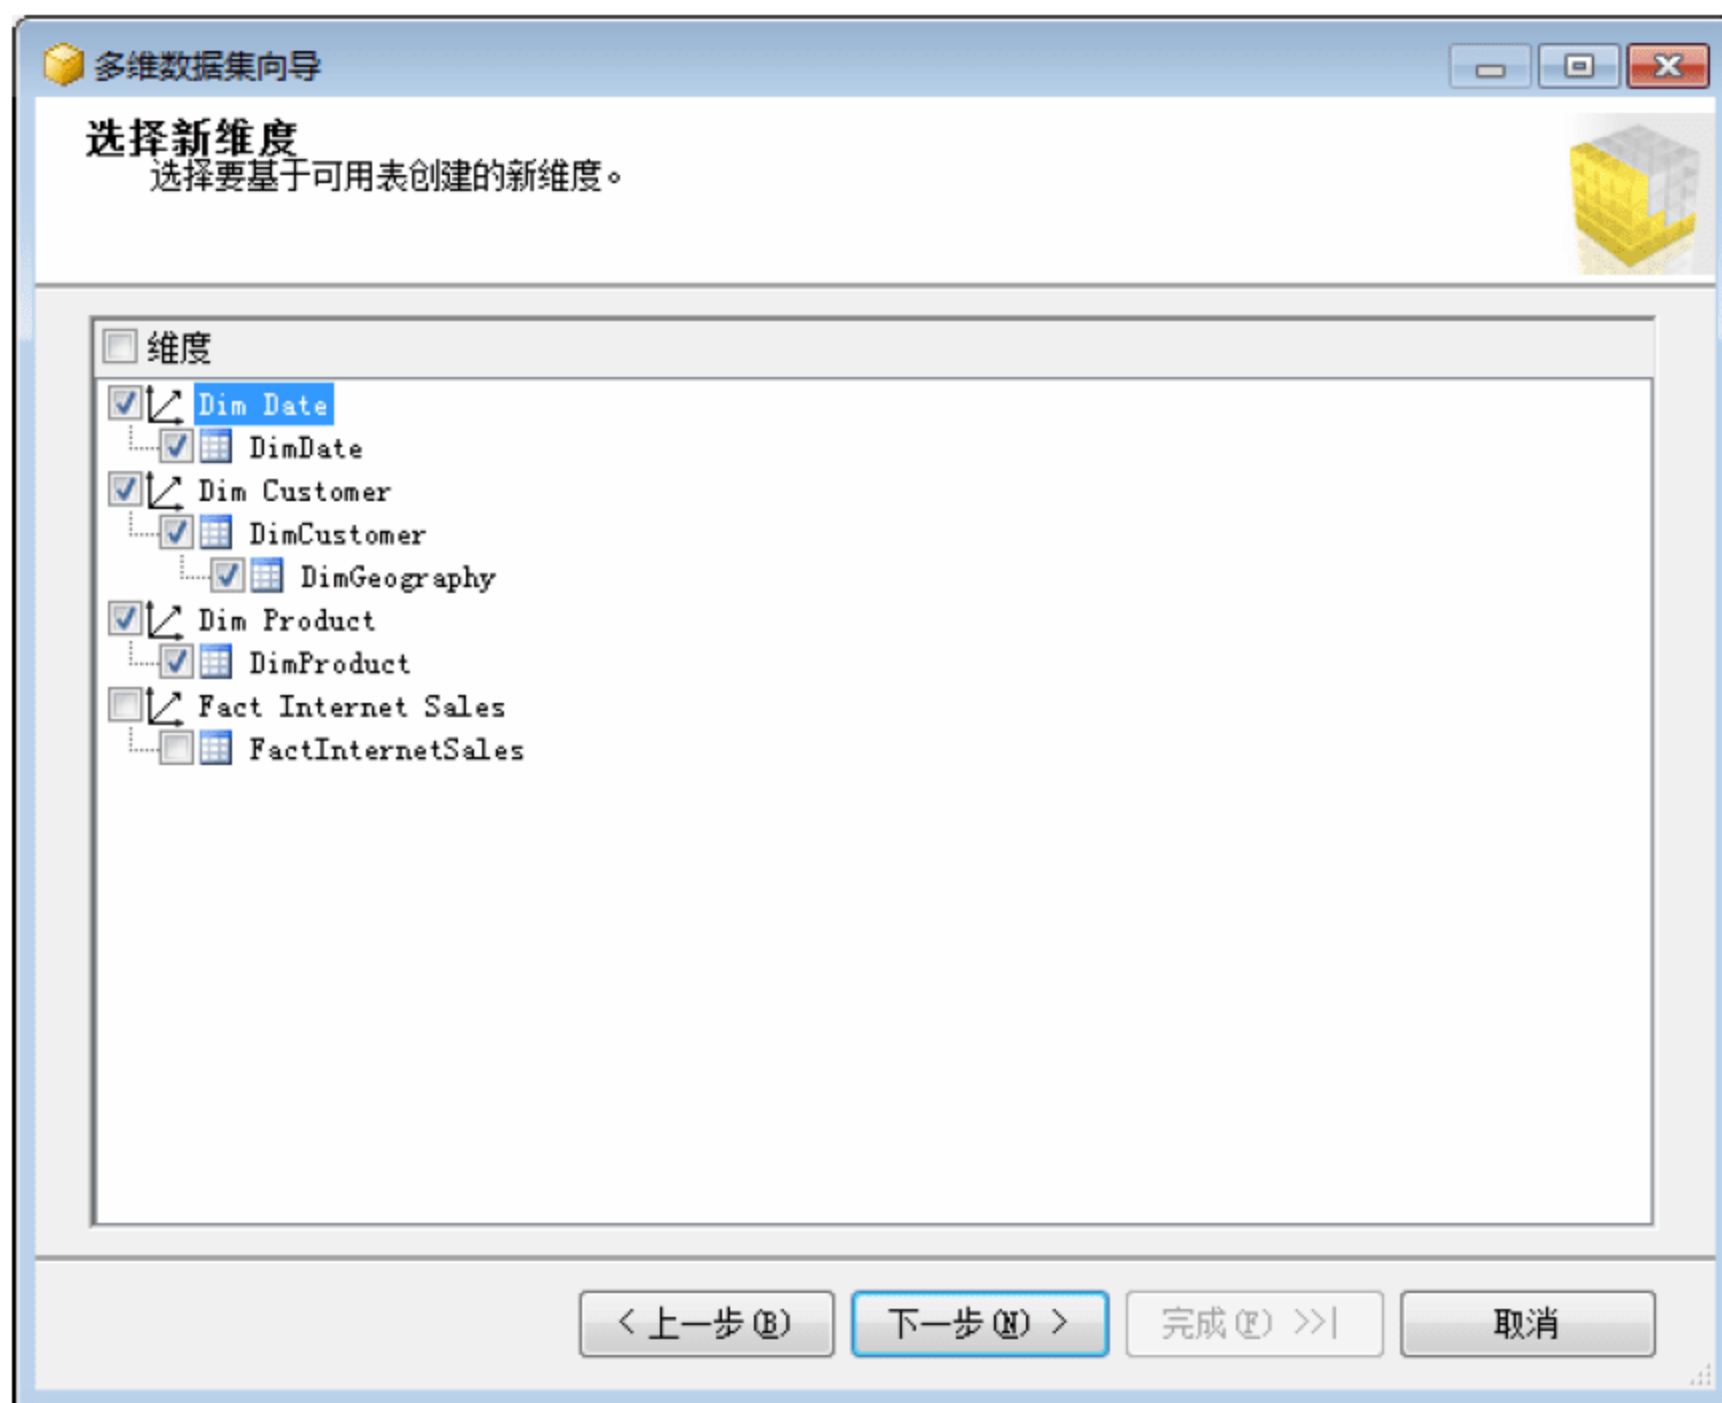 多维数据集向导
选择新维度
选择要基于可用表创建的新维度。
维度
Dim Date
DimDate
Dim Customer
DimCustomer
DimGeography
Dim Product
DimProduct
Fact Internet Sales
FactInternetSales
< 上一步(B)
下一步(N) >
完成(F) >>|
取消